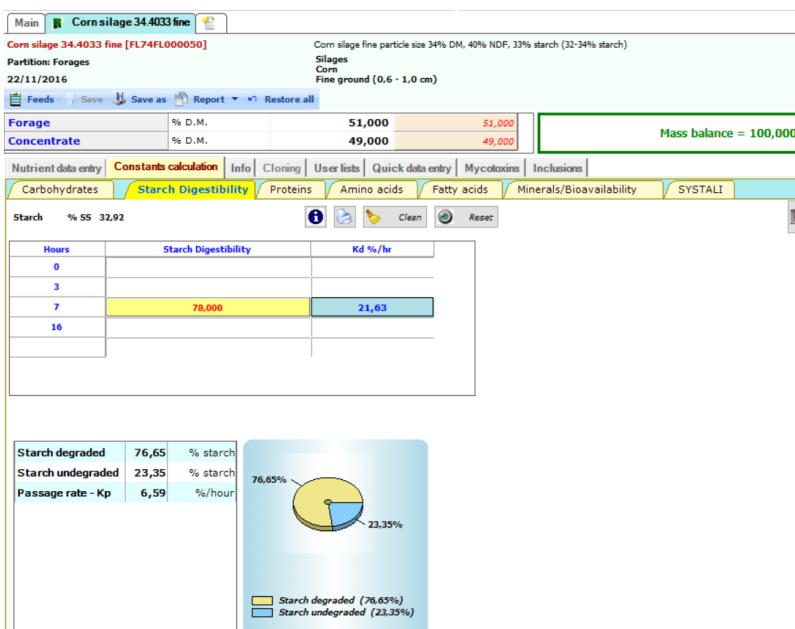 Main Corn silage 34.4033 fine
Corn silage 34.4033 fine [FL74FL000050] Corn silage fine particle size 34% DM, 40% NDF, 33% starch (32-34% starch)
Partition: Forages Silages
Corn
22/11/2016 Fine ground (0,6 - 1,0 cm)
Feeds Save Save as Report Restore all
Forage % D.M. 51,000 51,000
Concentrate % D.M. 49,000 49,000
Mass balance = 100,000
Nutrient data entry Constants calculation Info Cloning User lists Quick data entry Mycotoxins Inclusions
Carbohydrates Starch Digestibility Proteins Amino acids Fatty acids Minerals/Bioavailability SYSTALI
Starch % SS 32,92 Clean Reset
Hours Starch Digestibility Kd %/hr
0
3
7 78,000 21,63
16
Starch degraded 76,65 % starch
Starch undegraded 23,35 % starch
Passage rate - Kp 6,59 %/hour
76,65%
23,35%
Starch degraded (76,65%)
Starch undegraded (23,35%)